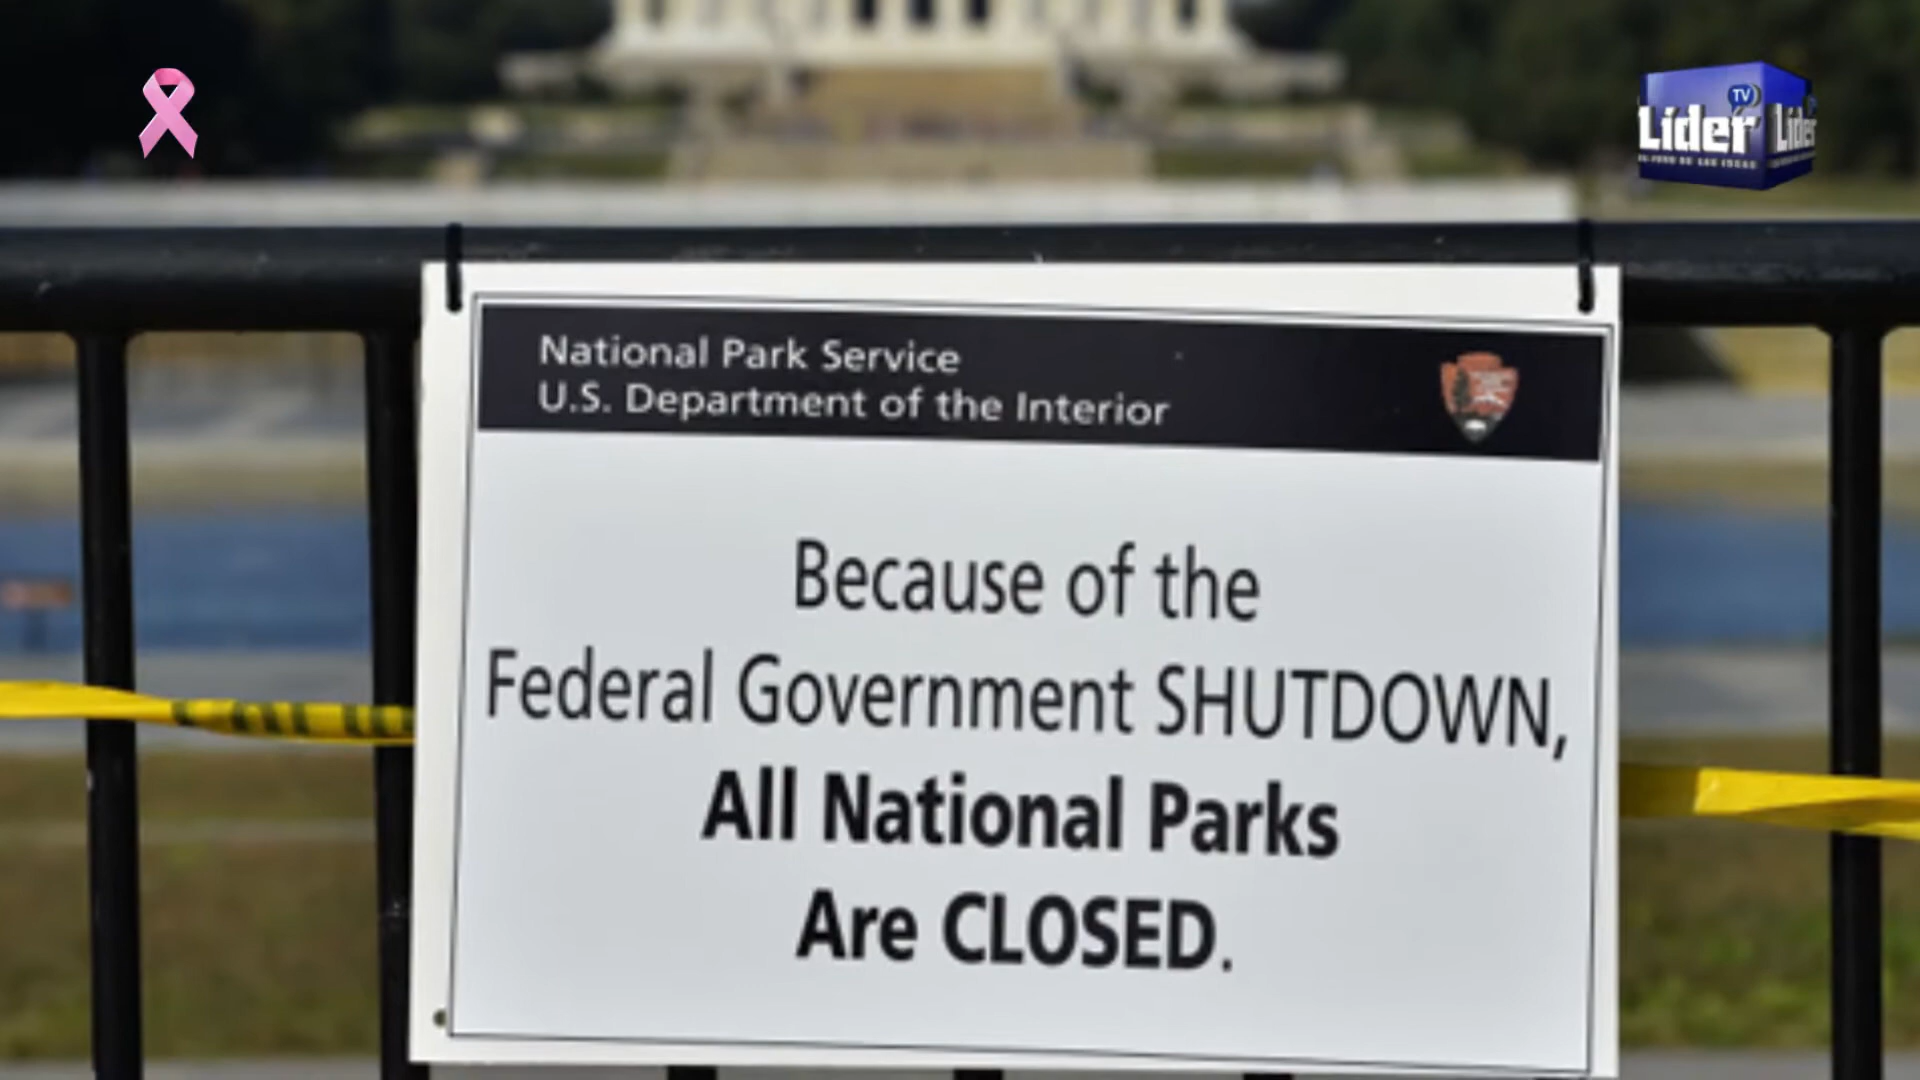 TV
Líder Líder
National Park Service
U.S. Department of the Interior
Because of the
Federal Government SHUTDOWN,
All National Parks
Are CLOSED.